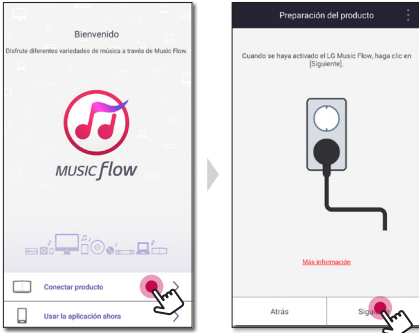 Bienvenido
Disfrute diferentes variedades de música a través de Music Flow.
MUSIC flow
Conectar producto
Usar la aplicación ahora
Preparación del producto
Cuando se haya activado el LG Music Flow, haga clic en
[Siguiente].
Más información
Atrás